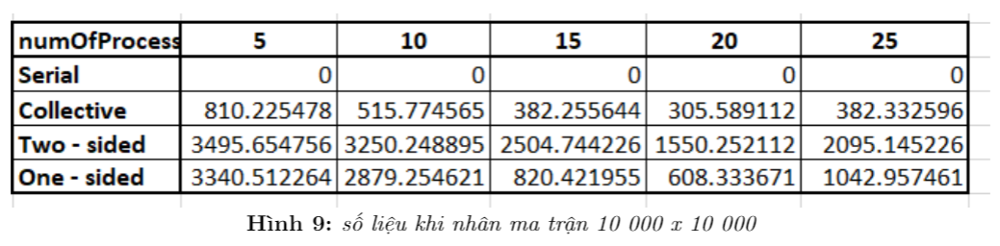 numOfProcess 5 10 15 20 25
Serial 0 0 0 0 0
Collective 810.225478 515.774565 382.255644 305.589112 382.332596
Two - sided 3495.654756 3250.248895 2504.744226 1550.252112 2095.145226
One - sided 3340.512264 2879.254621 820.421955 608.333671 1042.957461
Hình 9: số liệu khi nhân ma trận 10 000 x 10 000